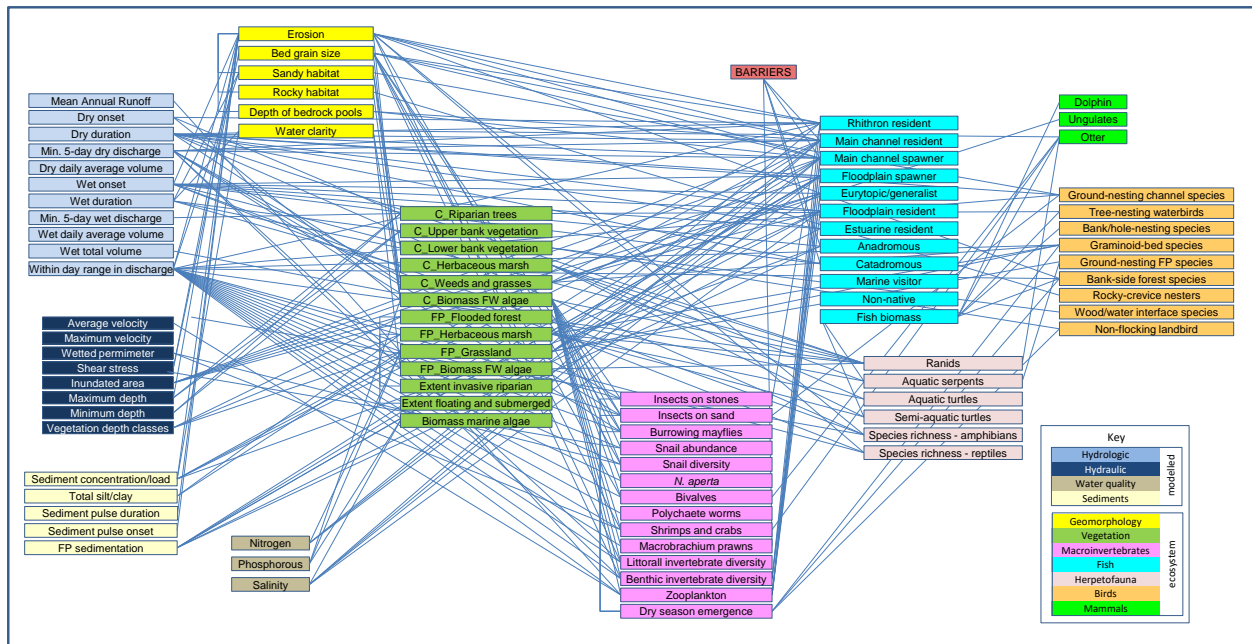 Erosion
Bed grain size
Sandy habitat
Rocky habitat
Depth of bedrock pools
Water clarity
BARRIERS
Mean Annual Runoff
Dry onset
Dry duration
Min. 5-day dry discharge
Dry daily average volume
Wet onset
Wet duration
Min. 5-day wet discharge
Wet daily average volume
Wet total volume
Within day range in discharge
Average velocity
Maximum velocity
Wetted permimeter
Shear stress
Inundated area
Maximum depth
Minimum depth
Vegetation depth classes
Sediment concentration/load
Total silt/clay
Sediment pulse duration
Sediment pulse onset
FP sedimentation
Nitrogen
Phosphorous
Salinity
C_Riparian trees
C_Upper bank vegetation
C_Lower bank vegetation
C_Herbaceous marsh
C_Weeds and grasses
C_Biomass FW algae
FP_Flooded forest
FP_Herbaceous marsh
FP_Grassland
FP_Biomass FW algae
Extent invasive riparian
Extent floating and submerged
Biomass marine algae
Insects on stones
Insects on sand
Burrowing mayflies
Snail abundance
Snail diversity
N. aperta
Bivalves
Polychaete worms
Shrimps and crabs
Macrobrachium prawns
Littorall invertebrate diversity
Benthic invertebrate diversity
Zooplankton
Dry season emergence
Rhithron resident
Main channel resident
Main channel spawner
Floodplain spawner
Eurytopic/generalist
Floodplain resident
Estuarine resident
Anadromous
Catadromous
Marine visitor
Non-native
Fish biomass
Ranids
Aquatic serpents
Aquatic turtles
Semi-aquatic turtles
Species richness - amphibians
Species richness - reptiles
Dolphin
Ungulates
Otter
Ground-nesting channel species
Tree-nesting waterbirds
Bank/hole-nesting species
Graminoid-bed species
Ground-nesting FP species
Bank-side forest species
Rocky-crevice nesters
Wood/water interface species
Non-flocking landbird
Key
Hydrologic
Hydraulic
Water quality
Sediments
modelled
Geomorphology
Vegetation
Macroinvertebrates
Fish
Herpetofauna
Birds
Mammals
ecosystem